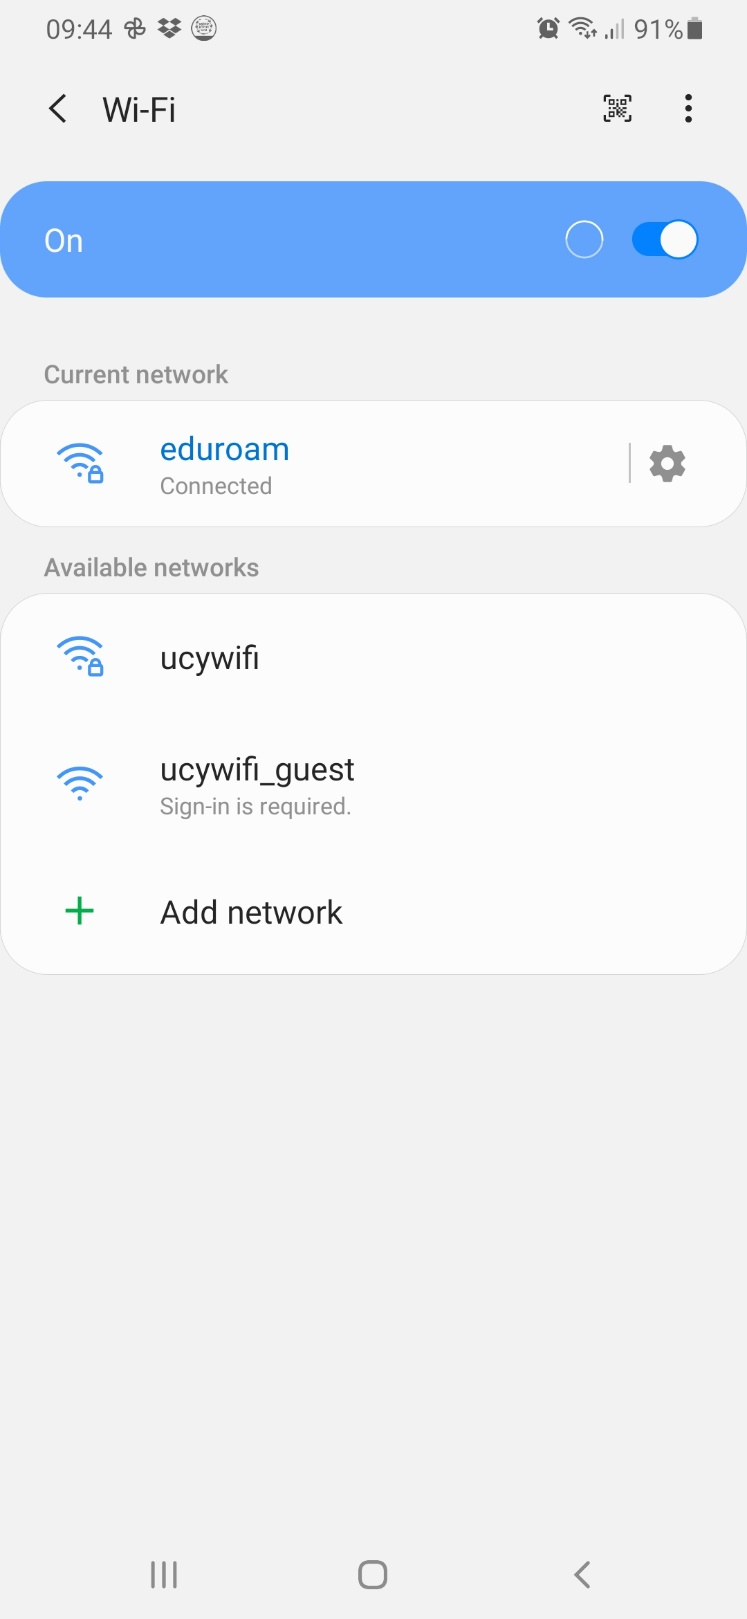 09:44 91%
Wi-Fi
On
Current network
eduroam
Connected
Available networks
ucywifi
ucywifi_guest
Sign-in is required.
Add network